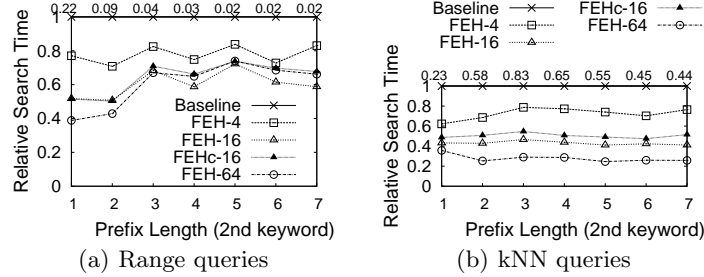 0.22 0.09 0.04 0.03 0.02 0.02 0.02
1
0.8
0.6
0.4
0.2
0
Relative Search Time
Baseline
FEH-4
FEH-16
FEHc-16
FEH-64
1 2 3 4 5 6 7
Prefix Length (2nd keyword)
(a) Range queries
Baseline
FEH-4
FEH-16
FEHc-16
FEH-64
0.23 0.58 0.83 0.65 0.55 0.45 0.44
1
0.8
0.6
0.4
0.2
0
Relative Search Time
1 2 3 4 5 6 7
Prefix Length (2nd keyword)
(b) kNN queries